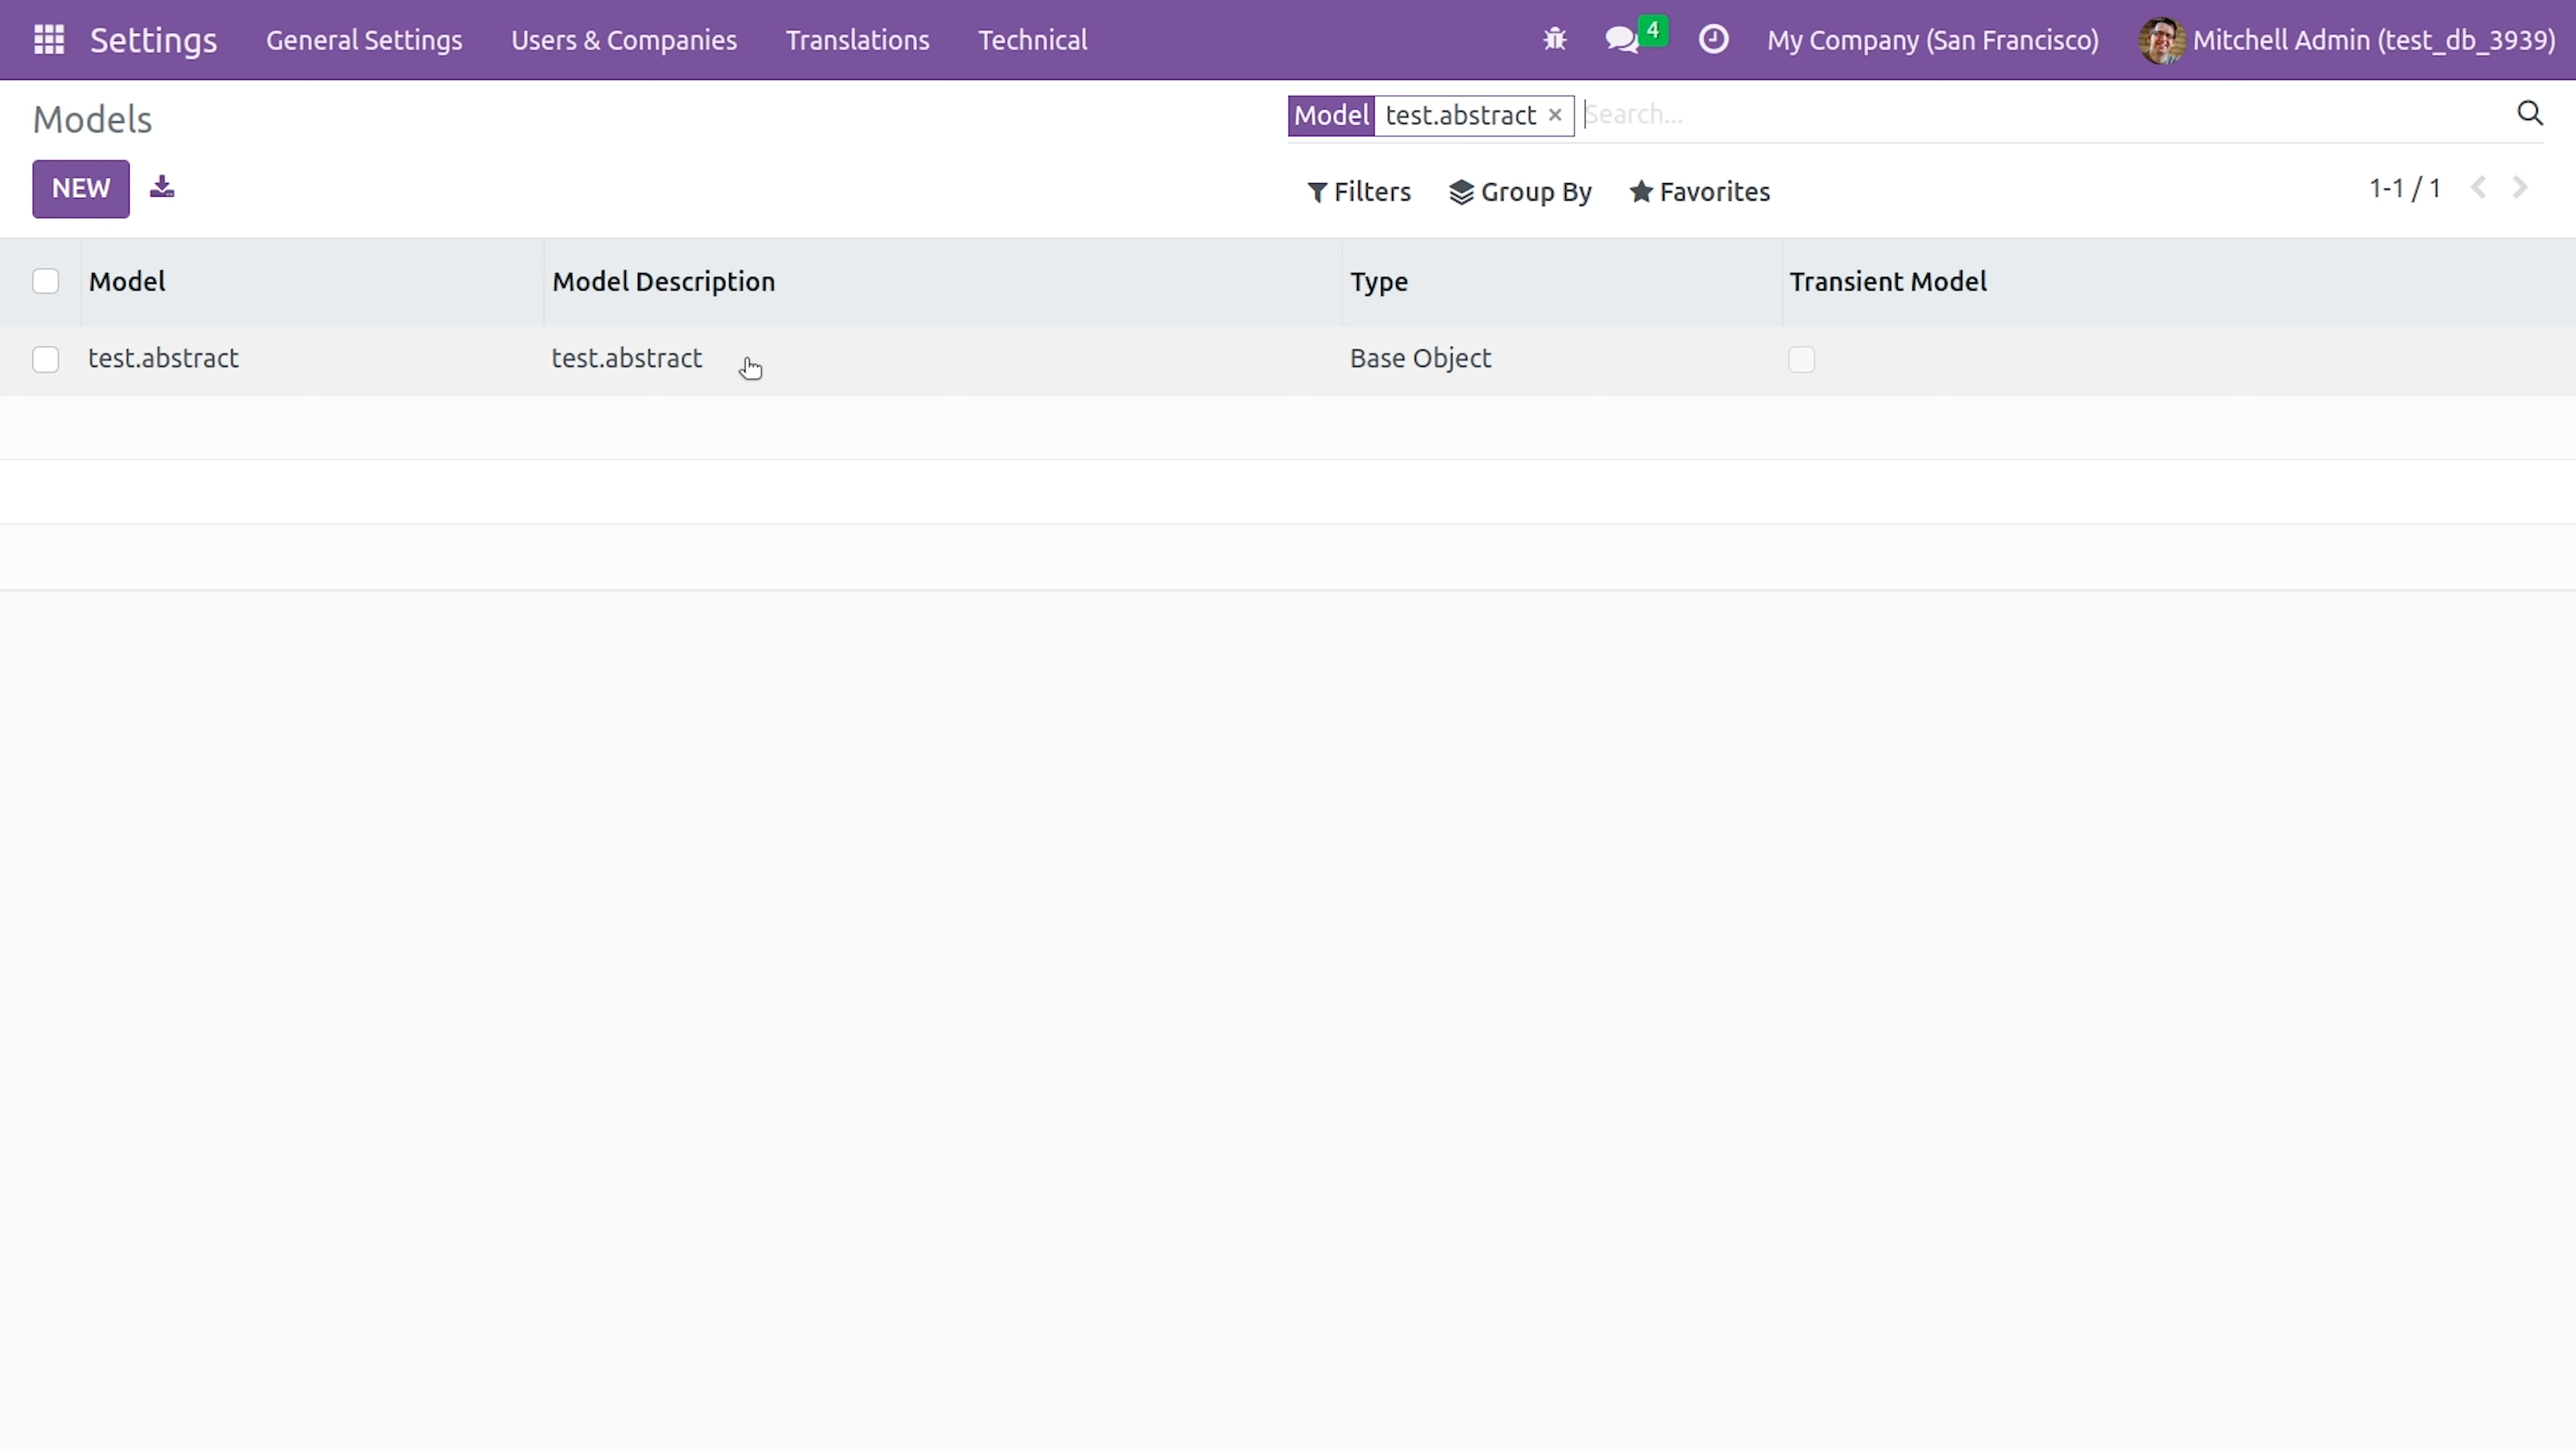 Settings General Settings Users & Companies Translations Technical 4 My Company (San Francisco) Mitchell Admin (test_db_3939)
Models Model test.abstract × Search...
NEW Filters Group By Favorites 1-1 / 1
Model Model Description Type Transient Model
test.abstract test.abstract Base Object